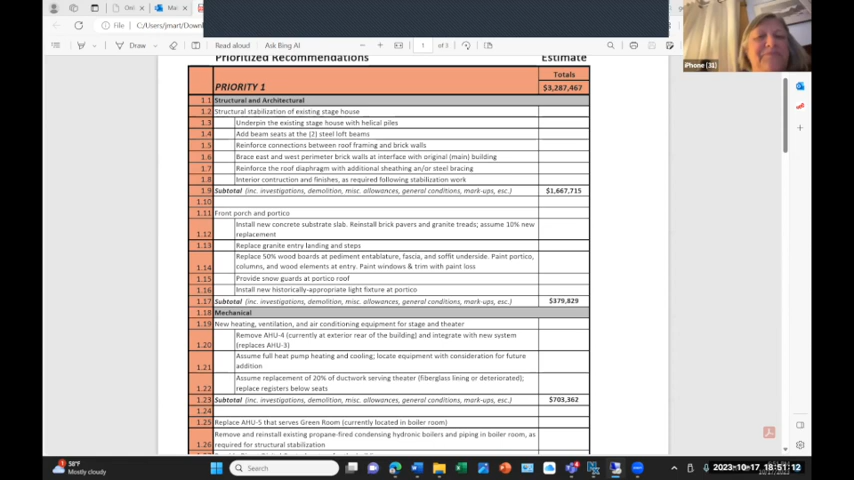 File
C:/Users/jmart/Down
Draw
Read aloud
Ask Bing AI
1 of 3
iPhone (31)
Prioritized Recommendations Estimate
Totals
PRIORITY 1 $3,287,467
1.1 Structural and Architectural
1.2 Structural stabilization of existing stage house
1.3 Underpin the existing stage house with helical piles
1.4 Add beam seats at the (2) steel loft beams
1.5 Reinforce connections between roof framing and brick walls
1.6 Brace east and west perimeter brick walls at interface with original (main) building
1.7 Reinforce the roof diaphragm with additional sheathing an/or steel bracing
1.8 Interior contruction and finishes, as required following stabilization work
1.9 Subtotal (inc. investigations, demolition, misc. allowances, general conditions, mark-ups, esc.) $1,667,715
1.10
1.11 Front porch and portico
Install new concrete substrate slab. Reinstall brick pavers and granite treads; assume 10% new
1.12 replacement
1.13 Replace granite entry landing and steps
Replace 50% wood boards at pediment entablature, fascia, and soffit underside. Paint portico,
1.14 columns, and wood elements at entry. Paint windows & trim with paint loss
1.15 Provide snow guards at portico roof
1.16 Install new historically-appropriate light fixture at portico
1.17 Subtotal (inc. investigations, demolition, misc. allowances, general conditions, mark-ups, esc.) $379,829
1.18 Mechanical
1.19 New heating, ventilation, and air conditioning equipment for stage and theater
Remove AHU-4 (currently at exterior rear of the building) and integrate with new system
1.20 (replaces AHU-3)
Assume full heat pump heating and cooling; locate equipment with consideration for future
1.21 addition
Assume replacement of 20% of ductwork serving theater (fiberglass lining or deteriorated);
1.22 replace registers below seats
1.23 Subtotal (inc. investigations, demolition, misc. allowances, general conditions, mark-ups, esc.) $703,362
1.24
1.25 Replace AHU-5 that serves Green Room (currently located in boiler room)
Remove and reinstall existing propane-fired condensing hydronic boilers and piping in boiler room, as
1.26 required for structural stabilization
58°F
Mostly cloudy
Search
2023-10-17 18:51:12